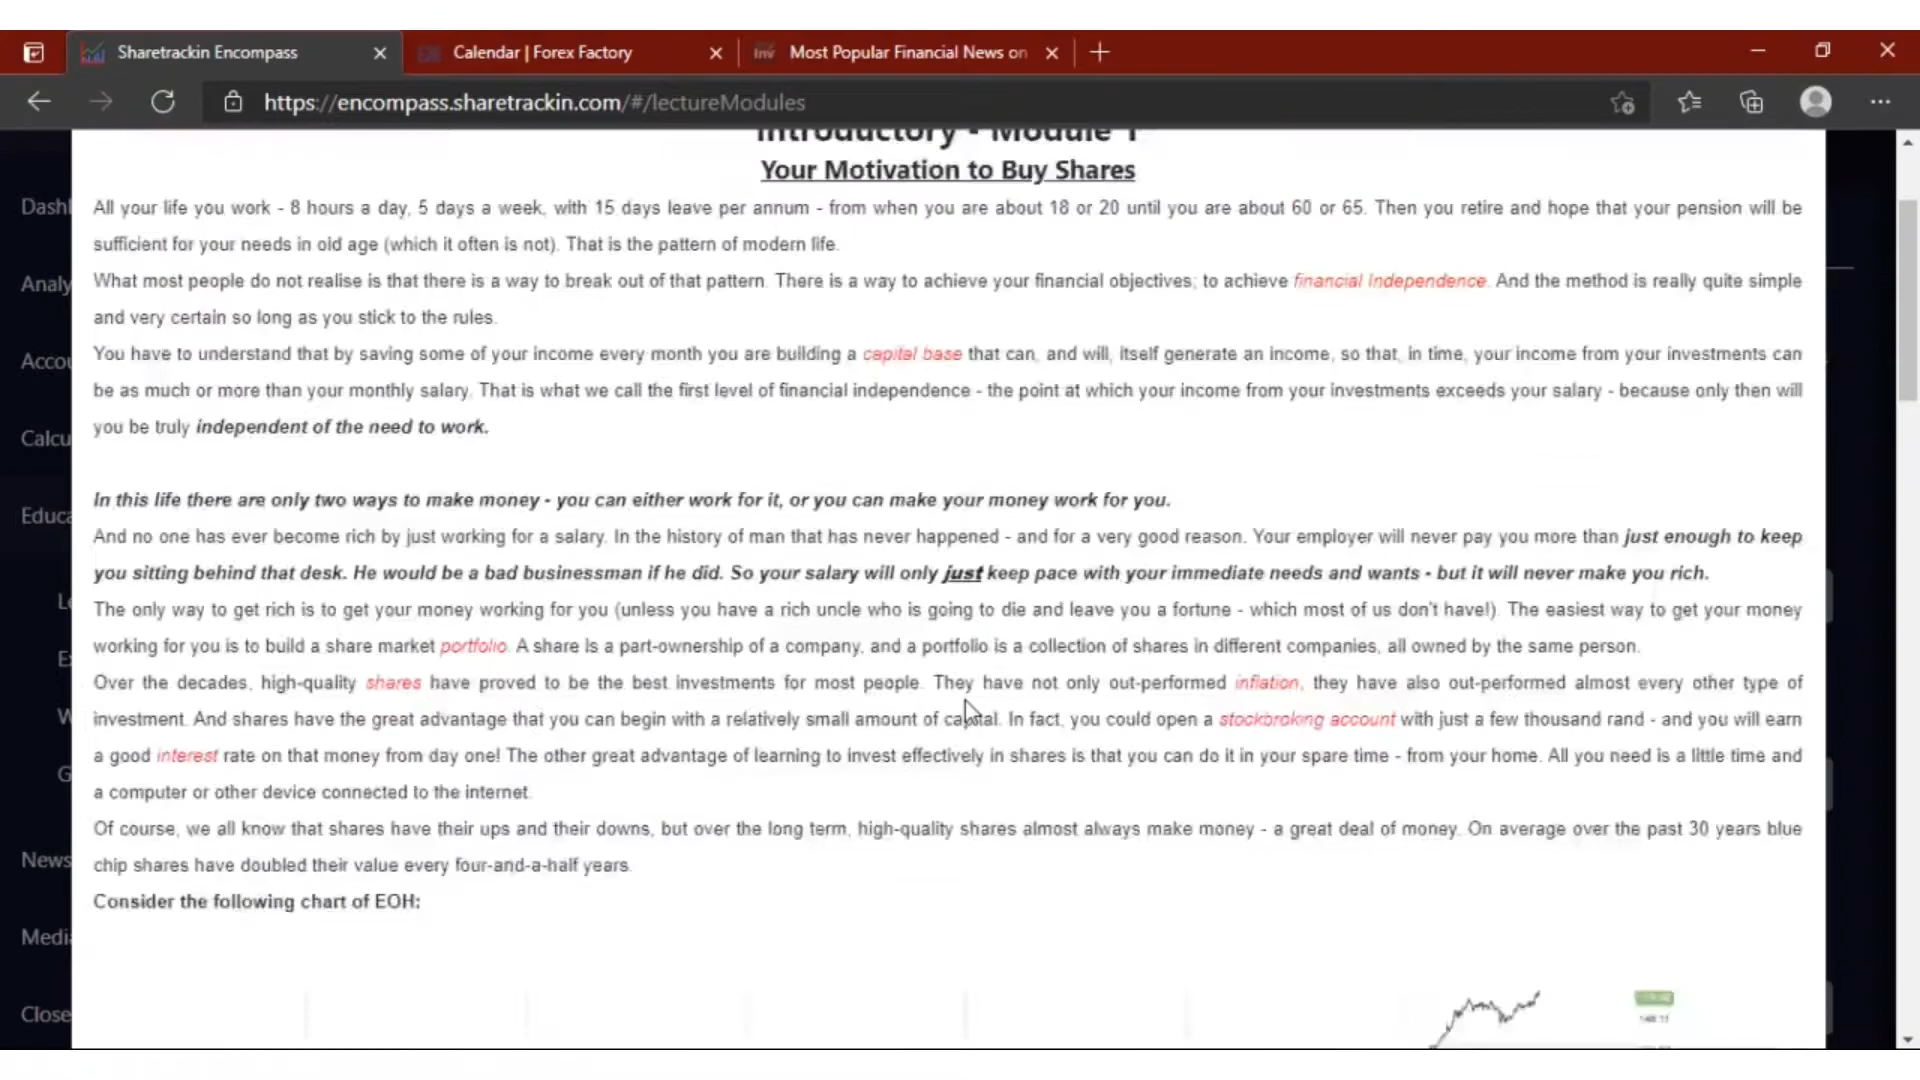 Sharetrackin Encompass
Calendar | Forex Factory
Most Popular Financial News on
https://encompass.sharetrackin.com/#/lectureModules
Introductory - Module 1
Your Motivation to Buy Shares
All your life you work - 8 hours a day, 5 days a week, with 15 days leave per annum - from when you are about 18 or 20 until you are about 60 or 65. Then you retire and hope that your pension will be
sufficient for your needs in old age (which it often is not). That is the pattern of modern life.
What most people do not realise is that there is a way to break out of that pattern. There is a way to achieve your financial objectives; to achieve financial Independence. And the method is really quite simple
and very certain so long as you stick to the rules.
You have to understand that by saving some of your income every month you are building a capital base that can, and will, itself generate an income, so that, in time, your income from your investments can
be as much or more than your monthly salary. That is what we call the first level of financial independence - the point at which your income from your investments exceeds your salary - because only then will
you be truly independent of the need to work.
In this life there are only two ways to make money - you can either work for it, or you can make your money work for you.
And no one has ever become rich by just working for a salary. In the history of man that has never happened - and for a very good reason. Your employer will never pay you more than just enough to keep
you sitting behind that desk. He would be a bad businessman if he did. So your salary will only just keep pace with your immediate needs and wants - but it will never make you rich.
The only way to get rich is to get your money working for you (unless you have a rich uncle who is going to die and leave you a fortune - which most of us don't have!). The easiest way to get your money
working for you is to build a share market portfolio. A share is a part-ownership of a company, and a portfolio is a collection of shares in different companies, all owned by the same person.
Over the decades, high-quality shares have proved to be the best investments for most people. They have not only out-performed inflation, they have also out-performed almost every other type of
investment. And shares have the great advantage that you can begin with a relatively small amount of capital. In fact, you could open a stockbroking account with just a few thousand rand - and you will earn
a good interest rate on that money from day one! The other great advantage of learning to invest effectively in shares is that you can do it in your spare time - from your home. All you need is a little time and
a computer or other device connected to the internet.
Of course, we all know that shares have their ups and their downs, but over the long term, high-quality shares almost always make money - a great deal of money. On average over the past 30 years blue
chip shares have doubled their value every four-and-a-half years.
Consider the following chart of EOH:
Dash
Analy
Accou
Calcu
Educa
News
Medi
Close